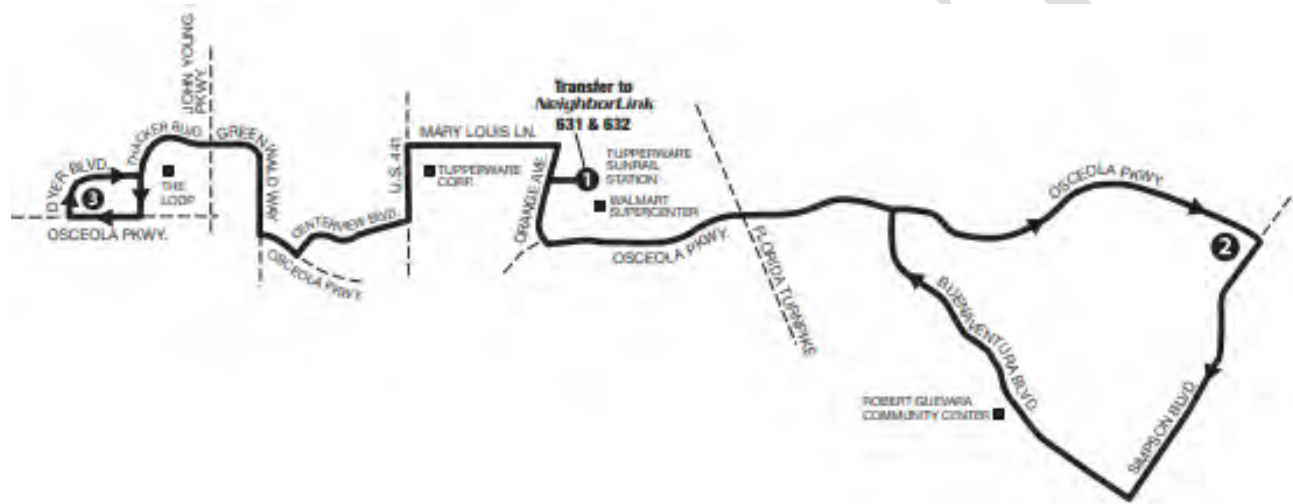 JOHN YOUNG
PKWY.
THACKER BLVD.
DYER BLVD.
3
THE
LOOP
OSCEOLA PKWY.
GREENWALD WAY
OSCEOLA PKWY.
CENTERVIEW BLVD.
U.S. 441
MARY LOUIS LN.
TUPPERWARE
CORP.
ORANGE AVE.
Transfer to
NeighborLink
631 & 632
1
TUPPERWARE
SUNRAIL
STATION
WALMART
SUPERCENTER
OSCEOLA PKWY.
FLORIDA TURNPIKE
OSCEOLA PKWY.
2
BUENAVENTURA BLVD.
ROBERT GUEVARA
COMMUNITY CENTER
SIMPSON BLVD.